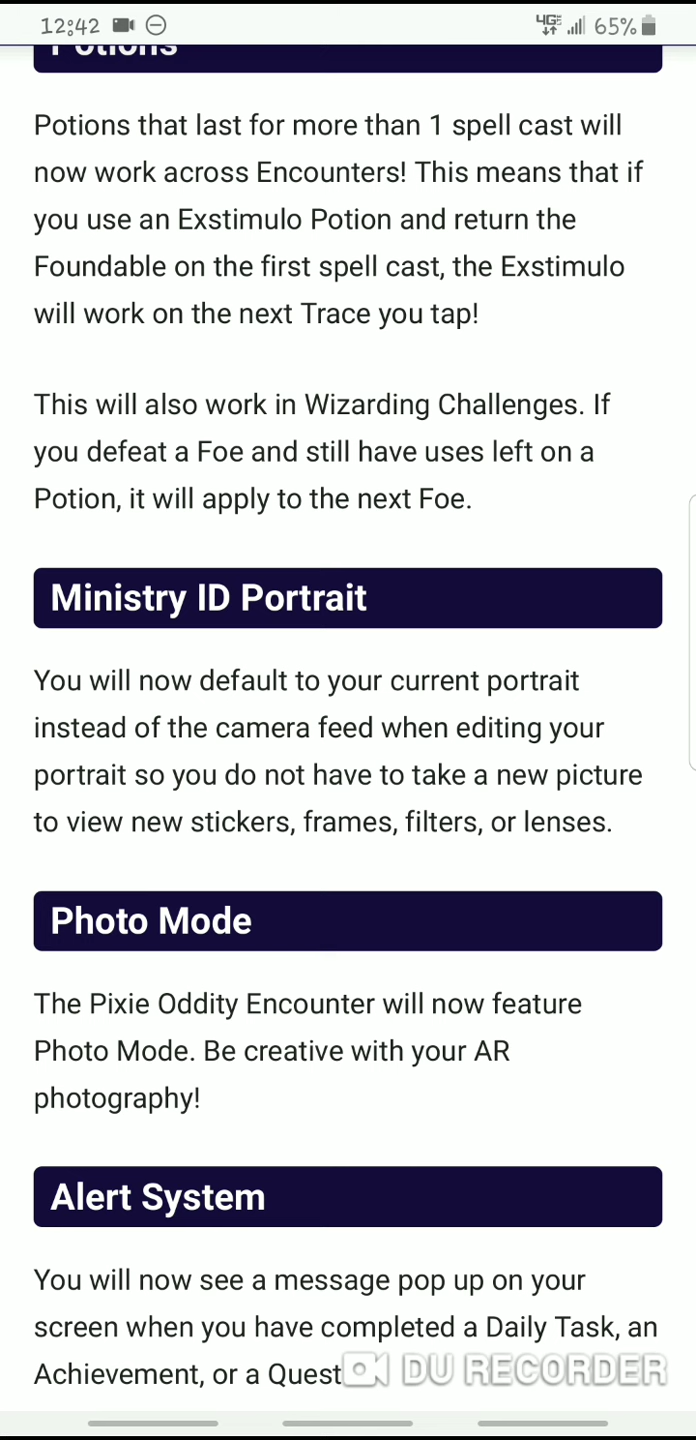 12:42 4GE 65%
Potions
Potions that last for more than 1 spell cast will
now work across Encounters! This means that if
you use an Exstimulo Potion and return the
Foundable on the first spell cast, the Exstimulo
will work on the next Trace you tap!
This will also work in Wizarding Challenges. If
you defeat a Foe and still have uses left on a
Potion, it will apply to the next Foe.
Ministry ID Portrait
You will now default to your current portrait
instead of the camera feed when editing your
portrait so you do not have to take a new picture
to view new stickers, frames, filters, or lenses.
Photo Mode
The Pixie Oddity Encounter will now feature
Photo Mode. Be creative with your AR
photography!
Alert System
You will now see a message pop up on your
screen when you have completed a Daily Task, an
Achievement, or a Quest
DU RECORDER